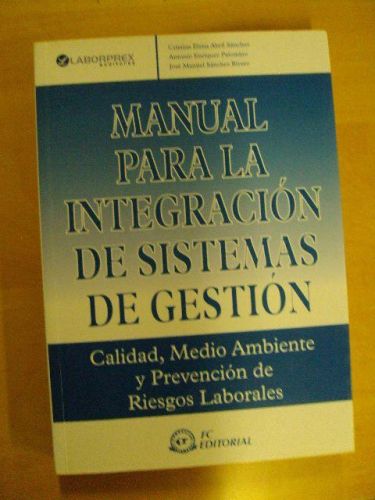 LABORPREX
AUDITORES
Cristina Elena Abril Sánchez
Antonio Enríquez Palomino
José Manuel Sánchez Rivero
MANUAL
PARA LA
INTEGRACIÓN
DE SISTEMAS
DE GESTIÓN
Calidad, Medio Ambiente
y Prevención de
Riesgos Laborales
FC
EDITORIAL